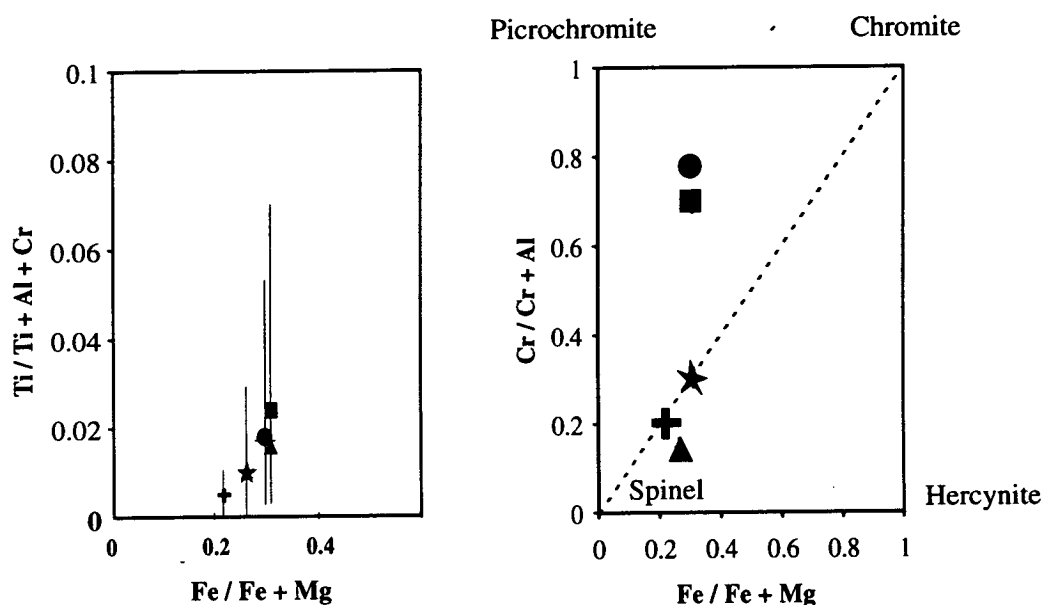 Picrochromite
Chromite
0.1
0.08
0.06
0.04
0.02
0
0
0.2
0.4
Ti / Ti + Al + Cr
Fe / Fe + Mg
1
0.8
0.6
0.4
0.2
0
0
0.2
0.4
0.6
0.8
1
Cr / Cr + Al
Spinel
Hercynite
Fe / Fe + Mg